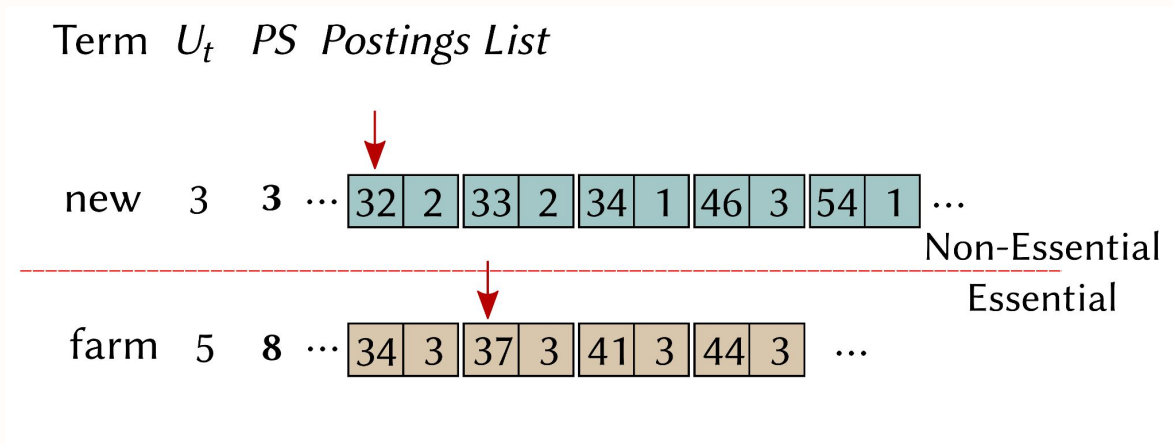 Term Ut PS Postings List
new 3 3 ... 32 2 33 2 34 1 46 3 54 1 ...
Non-Essential
Essential
farm 5 8 ... 34 3 37 3 41 3 44 3 ...